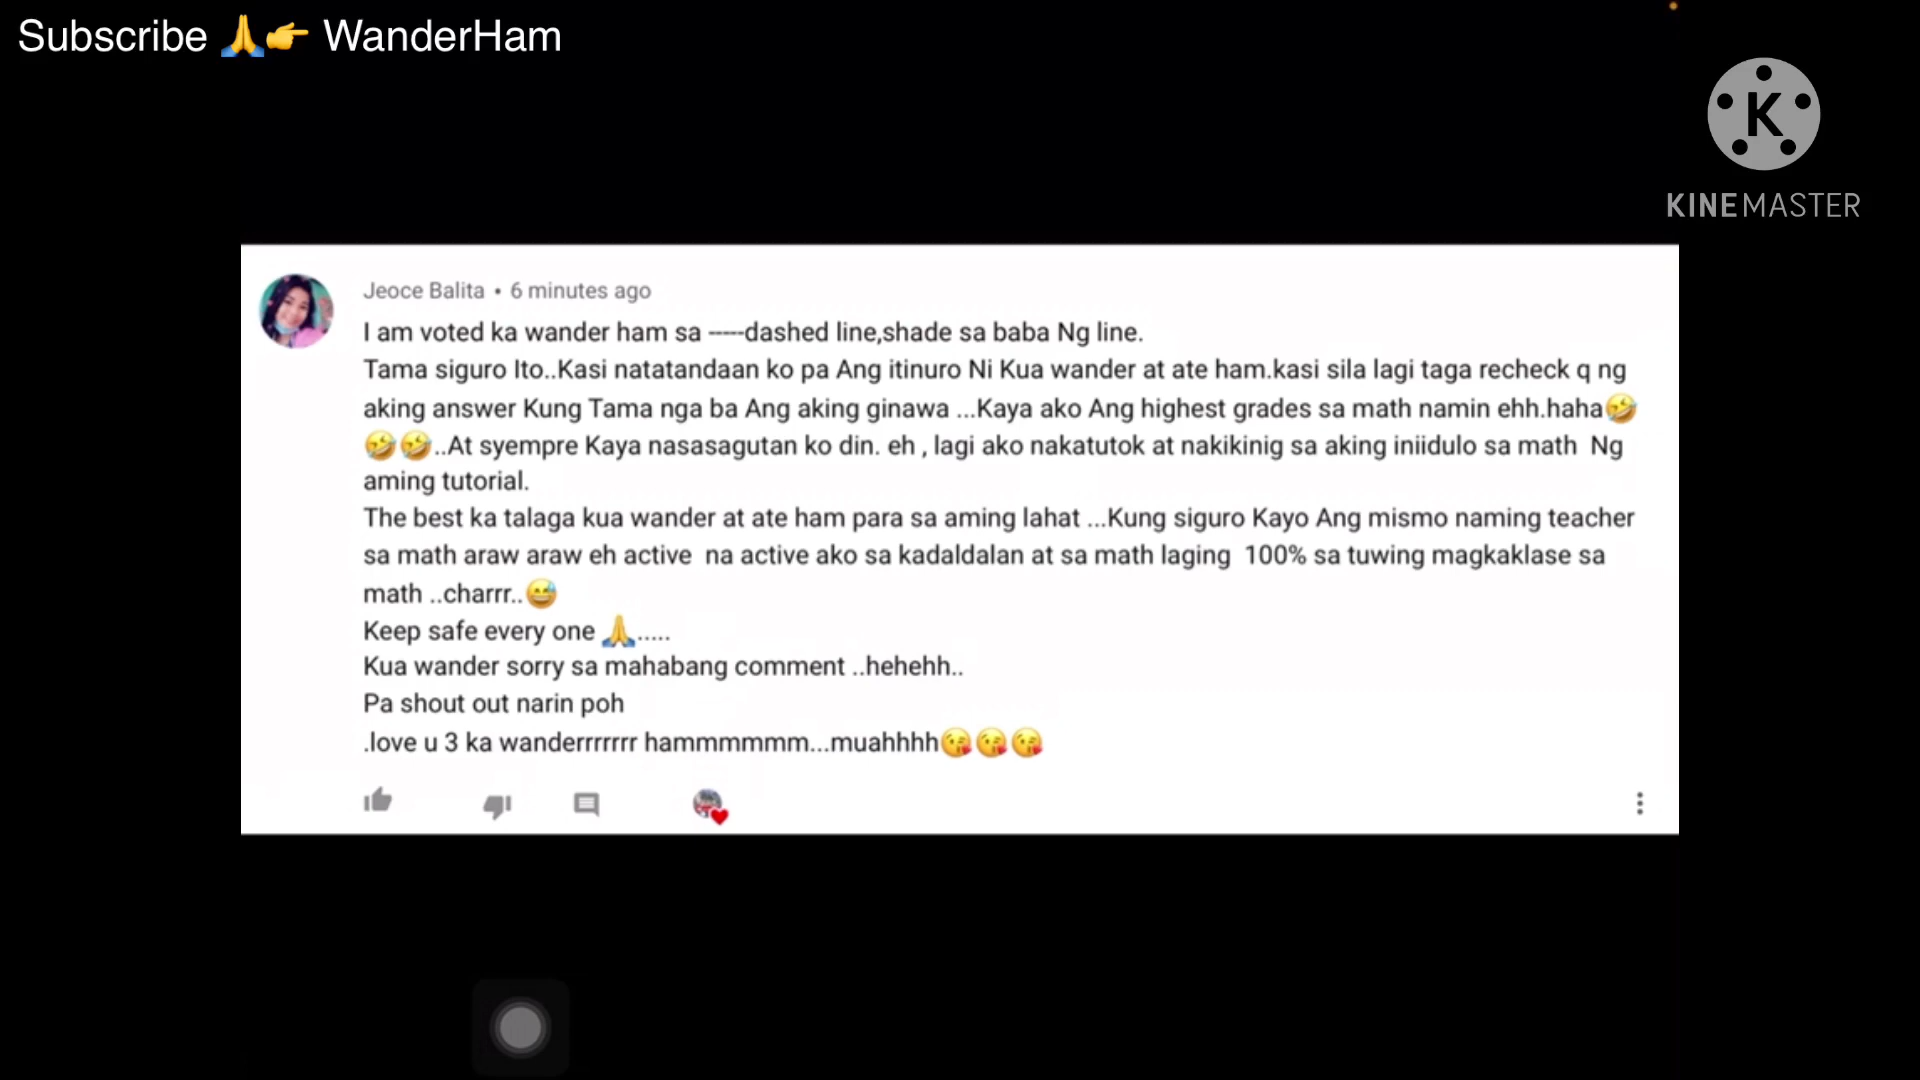 Subscribe 🙏👉 WanderHam
K
KINEMASTER
Jeoce Balita • 6 minutes ago
I am voted ka wander ham sa -----dashed line,shade sa baba Ng line.
Tama siguro Ito..Kasi natatandaan ko pa Ang itinuro Ni Kua wander at ate ham.kasi sila lagi taga recheck q ng
aking answer Kung Tama nga ba Ang aking ginawa ...Kaya ako Ang highest grades sa math namin ehh.haha🤣
🤣🤣..At syempre Kaya nasasagutan ko din. eh , lagi ako nakatutok at nakikinig sa aking iniidulo sa math  Ng
aming tutorial.
The best ka talaga kua wander at ate ham para sa aming lahat ...Kung siguro Kayo Ang mismo naming teacher
sa math araw araw eh active  na active ako sa kadaldalan at sa math laging  100% sa tuwing magkaklase sa
math ..charrr..😅
Keep safe every one 🙏.....
Kua wander sorry sa mahabang comment ..hehehh..
Pa shout out narin poh
.love u 3 ka wanderrrrrrr hammmmmm...muahhhh😘😘😘